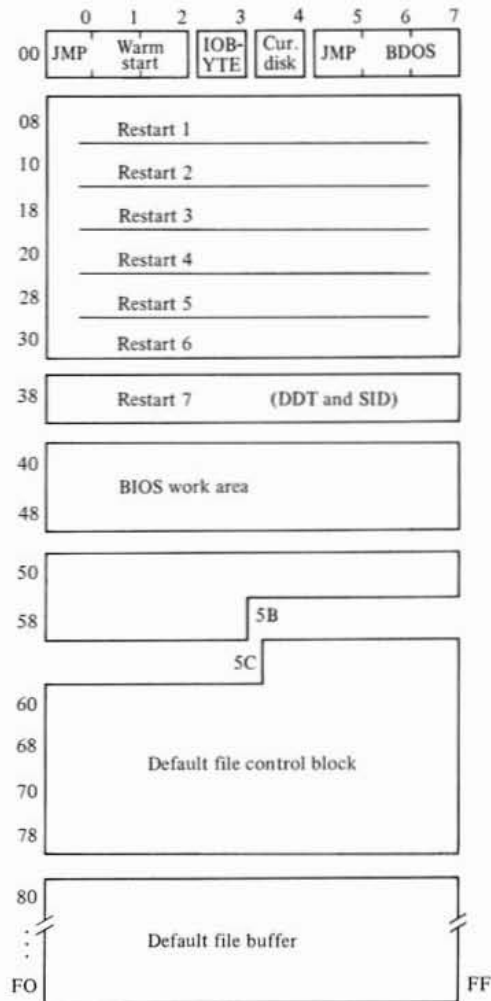 0 1 2 3 4 5 6 7
00 JMP Warm start IOB- YTE Cur. disk JMP BDOS
08 Restart 1
10 Restart 2
18 Restart 3
20 Restart 4
28 Restart 5
30 Restart 6
38 Restart 7 (DDT and SID)
40
BIOS work area
48
50
58 5B
5C
60
68
Default file control block
70
78
80
Default file buffer
FO FF